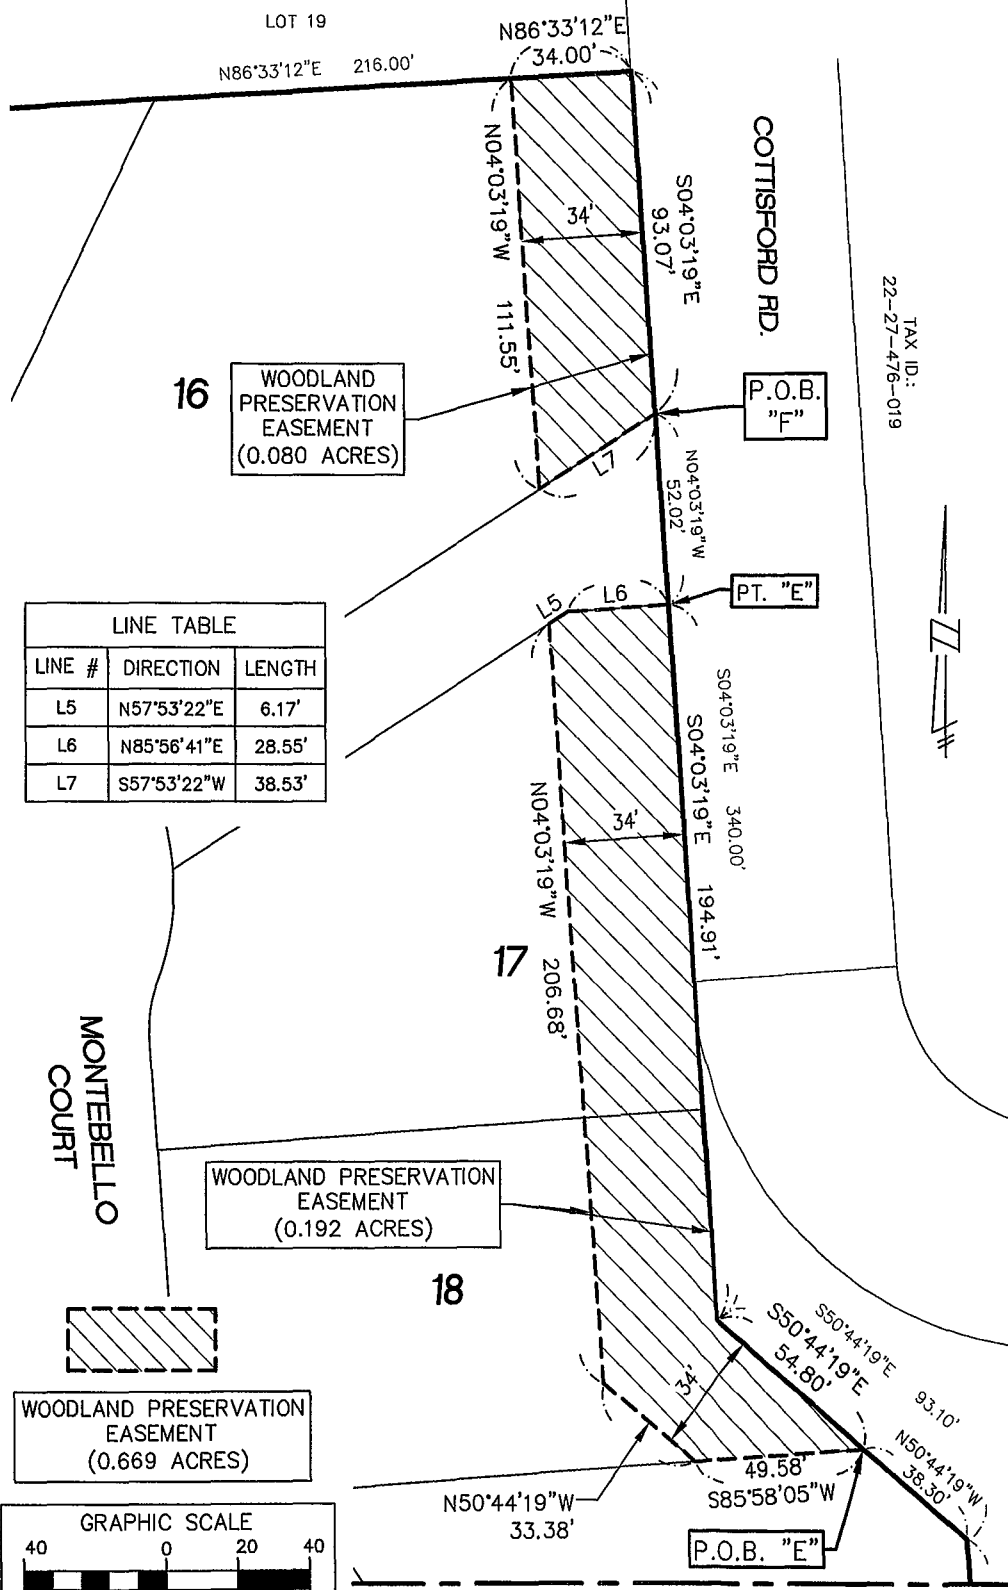 LOT 19
N86°33'12"E 216.00'
N86°33'12"E
34.00'
COTTISFORD RD.
S04°03'19"E
93.07'
N04°03'19"W 111.55'
34'
TAX ID.:
22-27-476-019
16
WOODLAND
PRESERVATION
EASEMENT
(0.080 ACRES)
P.O.B.
"F"
L7
N04°03'19"W
52.02'
PT. "E"
L5
L6
LINE TABLE
LINE # DIRECTION LENGTH
L5 N57°53'22"E 6.17'
L6 N85°56'41"E 28.55'
L7 S57°53'22"W 38.53'
S04°03'19"E 340.00'
S04°03'19"E 194.91'
N04°03'19"W 206.68'
34'
17
MONTEBELLO
COURT
WOODLAND PRESERVATION
EASEMENT
(0.192 ACRES)
18
S50°44'19"E 93.10'
S50°44'19"E
54.80'
34'
WOODLAND PRESERVATION
EASEMENT
(0.669 ACRES)
N50°44'19"W
38.30'
49.58'
S85°58'05"W
N50°44'19"W
33.38'
P.O.B. "E"
GRAPHIC SCALE
40 0 20 40